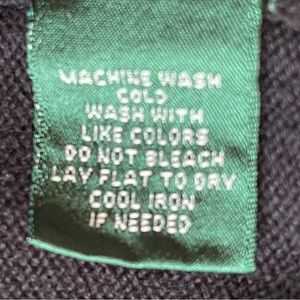 MACHINE WASH
COLD
WASH WITH
LIKE COLORS
DO NOT BLEACH
LAY FLAT TO DRY
COOL IRON
IF NEEDED